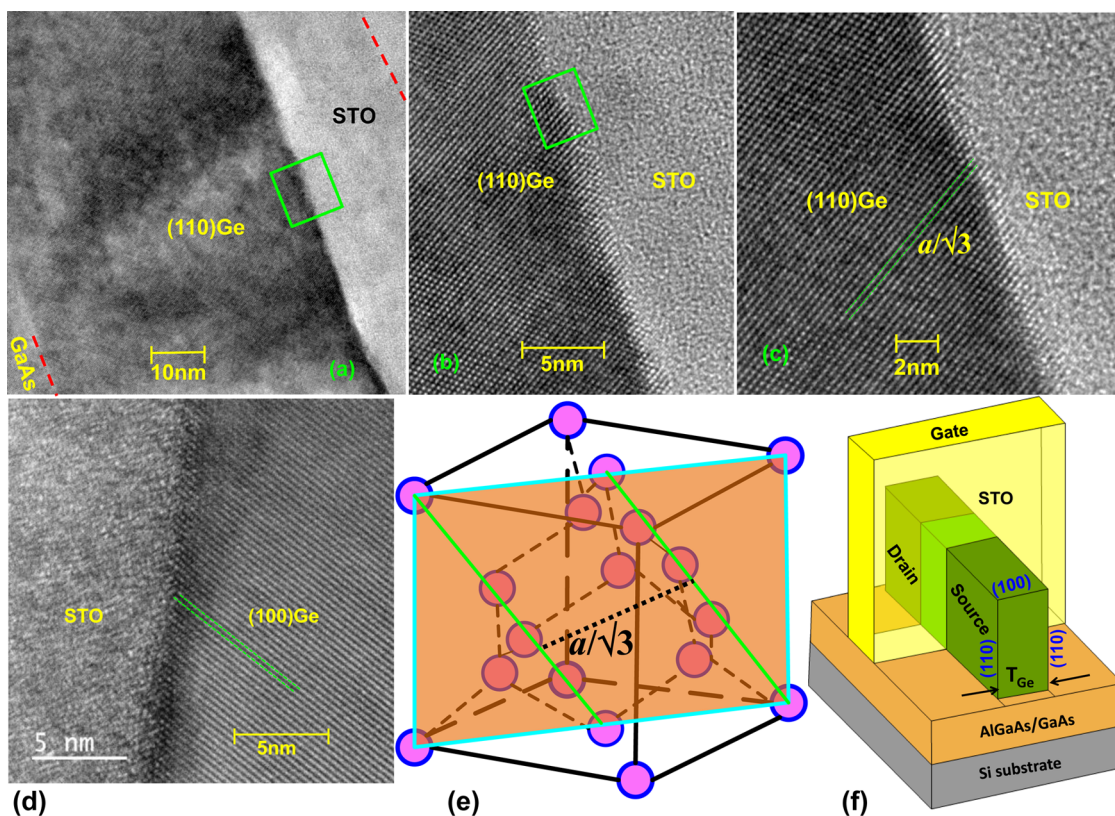 STO
(110)Ge
GaAs
10nm
(a)
(110)Ge
STO
(b)
5nm
(110)Ge
STO
a/√3
(c)
2nm
STO
(100)Ge
5 nm
5nm
(d)
a/√3
(e)
Gate
STO
Drain
Source
(100)
(110)
(110)
TGe
AlGaAs/GaAs
Si substrate
(f)